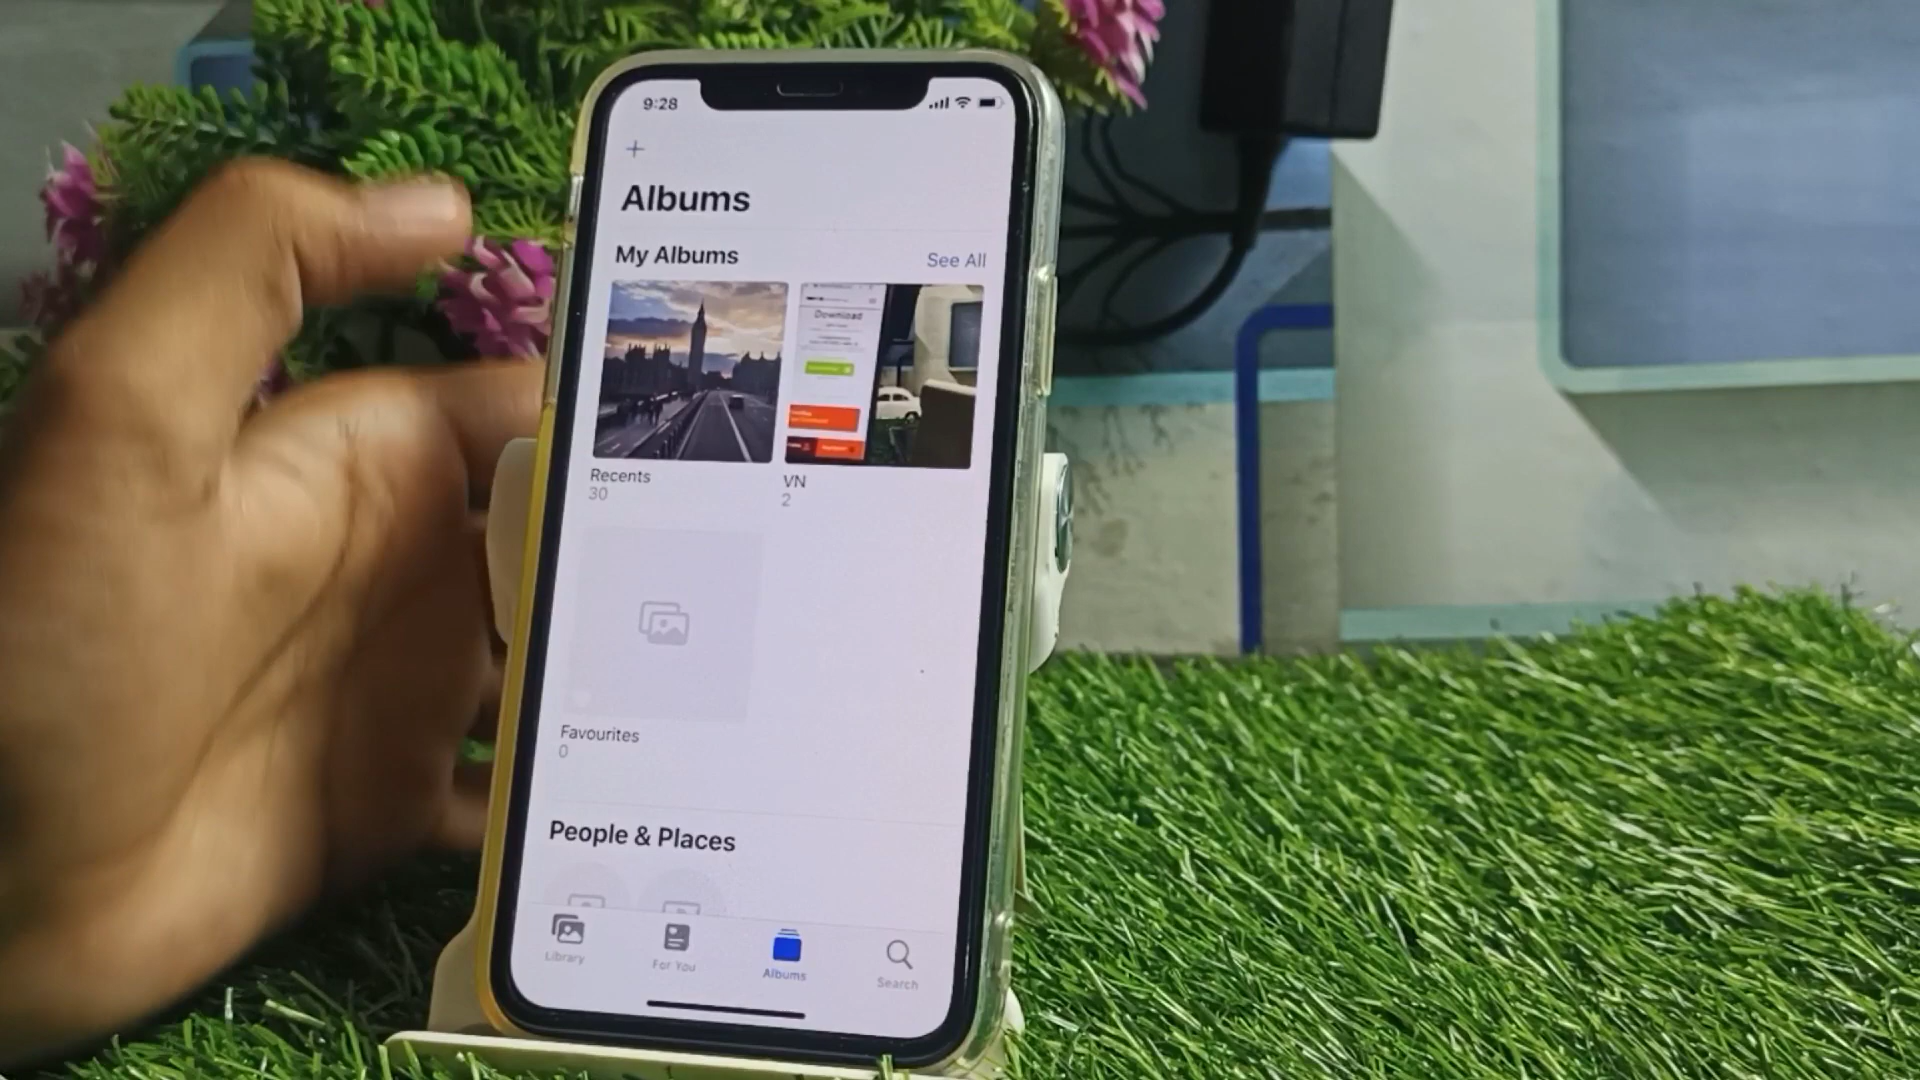 9:28
+
Albums
My Albums
See All
Download
Recents
30
VN
2
Favourites
0
People & Places
Library
For You
Albums
Search